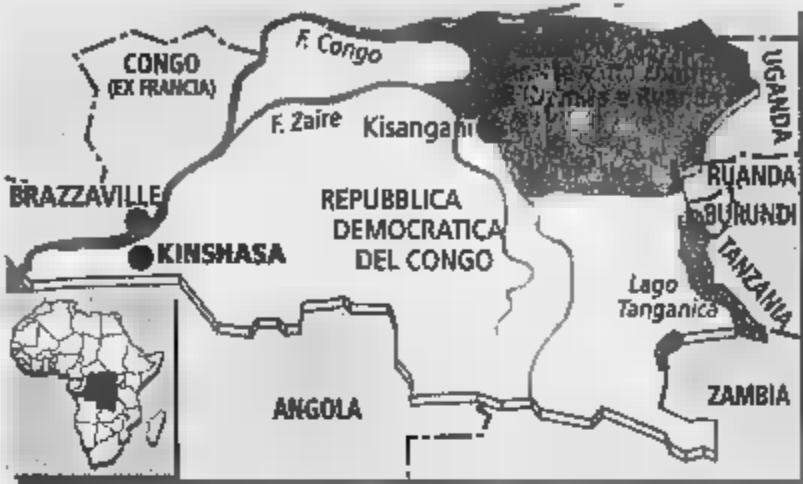 F. Congo
CONGO
(EX FRANCIA)
F. Zaire
Kisangani
UGANDA
RUANDA
BURUNDI
TANZANIA
BRAZZAVILLE
KINSHASA
REPUBBLICA
DEMOCRATICA
DEL CONGO
Lago
Tanganica
ANGOLA
ZAMBIA